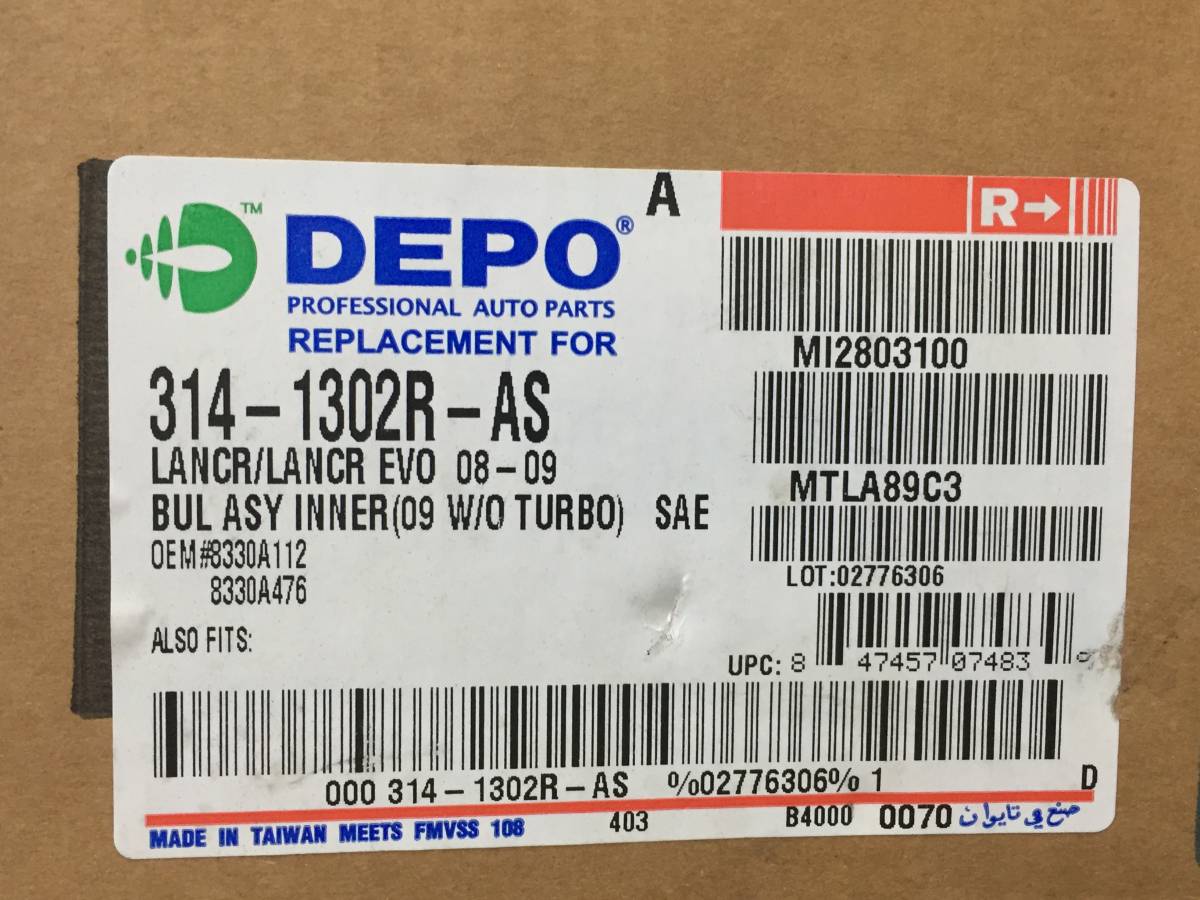 A
R→
TM
DEPO®
PROFESSIONAL AUTO PARTS
REPLACEMENT FOR
314-1302R-AS
LANCR/LANCR EVO 08-09
BUL ASY INNER(09 W/O TURBO) SAE
OEM#8330A112
8330A476
ALSO FITS:
MI2803100
MTLA89C3
LOT:02776306
UPC: 8 47457 07483
000 314-1302R-AS %02776306% 1 D
MADE IN TAIWAN MEETS FMVSS 108
403 B4000 0070 صنع في تايوان